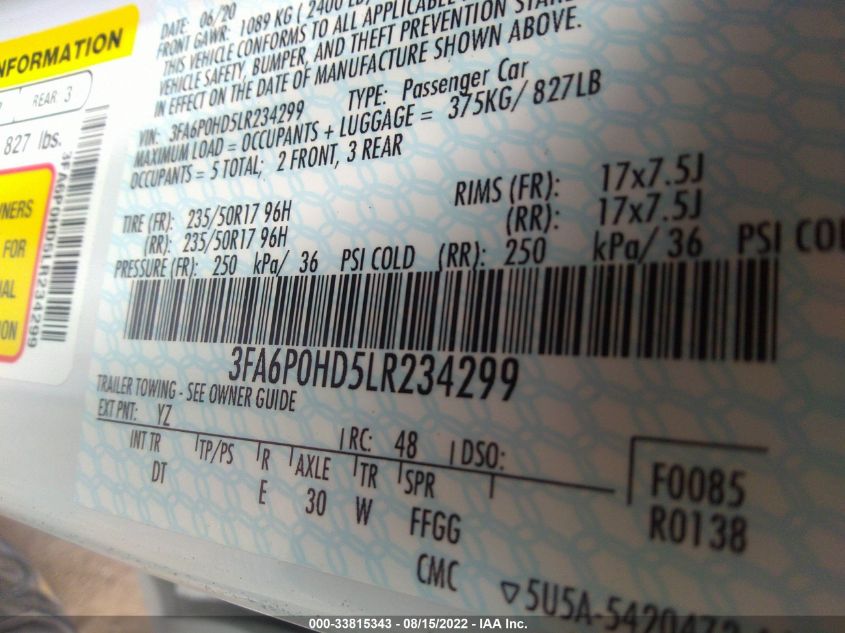 DATE: 06/20
FRONT GAWR: 1089 KG ( 2400 LB)
THIS VEHICLE CONFORMS TO ALL APPLICABLE
VEHICLE SAFETY, BUMPER, AND THEFT PREVENTION
IN EFFECT ON THE DATE OF MANUFACTURE SHOWN ABOVE.
VIN: 3FA6P0HD5LR234299 TYPE: Passenger Car
MAXIMUM LOAD = OCCUPANTS + LUGGAGE = 375KG/ 827LB
OCCUPANTS = 5 TOTAL; 2 FRONT, 3 REAR
TIRE (FR): 235/50R17 96H RIMS (FR): 17x7.5J
(RR): 235/50R17 96H (RR): 17x7.5J
PRESSURE (FR): 250 kPa/ 36 PSI COLD (RR): 250 kPa/ 36 PSI
3FA6P0HD5LR234299
TRAILER TOWING - SEE OWNER GUIDE
EXT PNT: YZ RC: 48 DSO:
INT TR TP/PS R AXLE TR SPR
DT E 30 W FFGG
CMC
F0085
R0138
REAR 3
827 lbs.
3FA6P0HD5LR234299
FOR
000-33815343 - 08/15/2022 - IAA Inc.